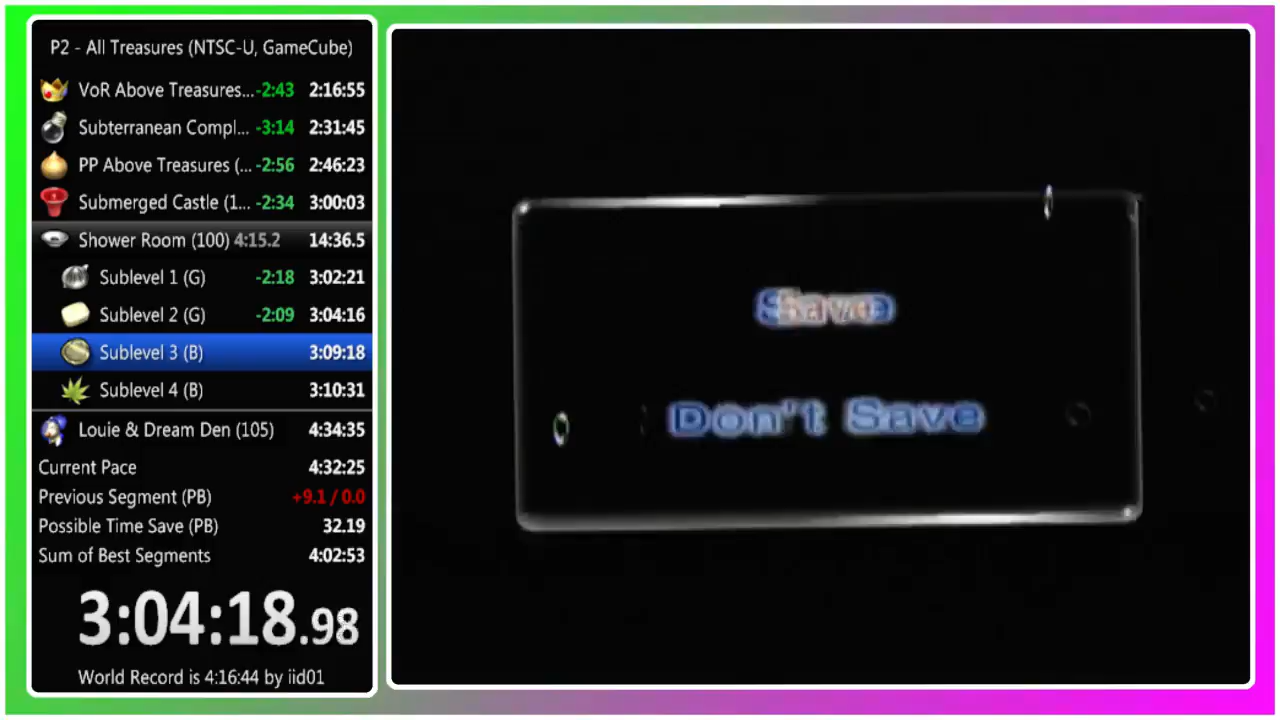 P2 - All Treasures (NTSC-U, GameCube)
VoR Above Treasures... -2:43 2:16:55
Subterranean Compl... -3:14 2:31:45
PP Above Treasures (... -2:56 2:46:23
Submerged Castle (1... -2:34 3:00:03
Shower Room (100) 4:15.2 14:36.5
Sublevel 1 (G) -2:18 3:02:21
Sublevel 2 (G) -2:09 3:04:16
Sublevel 3 (B) 3:09:18
Sublevel 4 (B) 3:10:31
Louie & Dream Den (105) 4:34:35
Current Pace 4:32:25
Previous Segment (PB) +9.1 / 0.0
Possible Time Save (PB) 32.19
Sum of Best Segments 4:02:53
3:04:18.98
World Record is 4:16:44 by iid01
Save
Don't Save